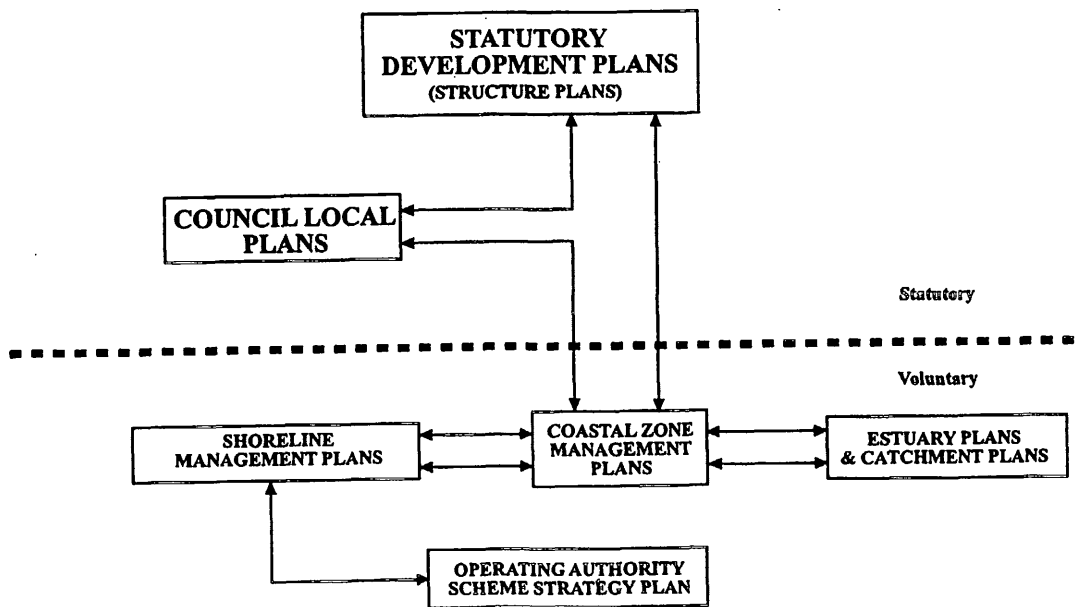 STATUTORY
DEVELOPMENT PLANS
(STRUCTURE PLANS)
COUNCIL LOCAL
PLANS
Statutory
Voluntary
SHORELINE
MANAGEMENT PLANS
COASTAL ZONE
MANAGEMENT
PLANS
ESTUARY PLANS
& CATCHMENT PLANS
OPERATING AUTHORITY
SCHEME STRATEGY PLAN